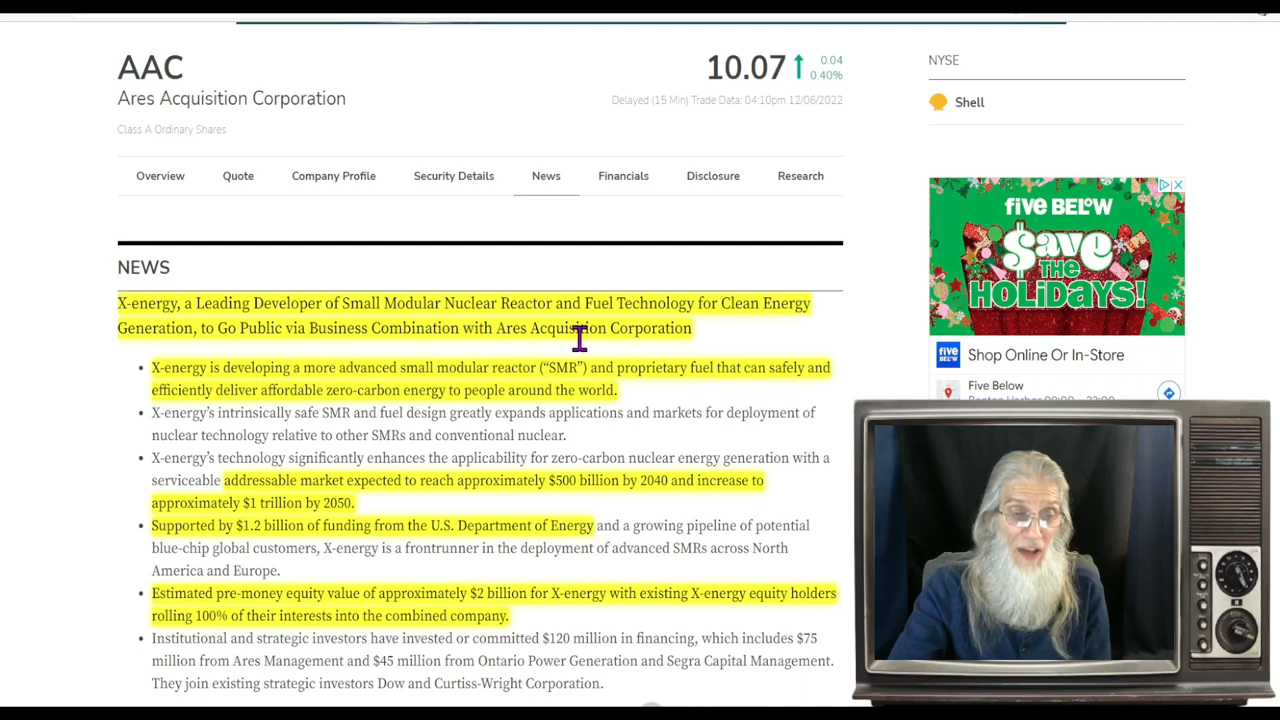 AAC
10.07
0.04
0.40%
Ares Acquisition Corporation
Delayed (15 Min) Trade Data: 04:10pm 12/06/2022
Class A Ordinary Shares
Overview
Quote
Company Profile
Security Details
News
Financials
Disclosure
Research
NEWS
X-energy, a Leading Developer of Small Modular Nuclear Reactor and Fuel Technology for Clean Energy
Generation, to Go Public via Business Combination with Ares Acquisition Corporation
• X-energy is developing a more advanced small modular reactor (“SMR”) and proprietary fuel that can safely and
efficiently deliver affordable zero-carbon energy to people around the world.
• X-energy’s intrinsically safe SMR and fuel design greatly expands applications and markets for deployment of
nuclear technology relative to other SMRs and conventional nuclear.
• X-energy’s technology significantly enhances the applicability for zero-carbon nuclear energy generation with a
serviceable addressable market expected to reach approximately $500 billion by 2040 and increase to
approximately $1 trillion by 2050.
• Supported by $1.2 billion of funding from the U.S. Department of Energy and a growing pipeline of potential
blue-chip global customers, X-energy is a frontrunner in the deployment of advanced SMRs across North
America and Europe.
• Estimated pre-money equity value of approximately $2 billion for X-energy with existing X-energy equity holders
rolling 100% of their interests into the combined company.
• Institutional and strategic investors have invested or committed $120 million in financing, which includes $75
million from Ares Management and $45 million from Ontario Power Generation and Segra Capital Management.
They join existing strategic investors Dow and Curtiss-Wright Corporation.
NYSE
Shell
five BELOW
$ave
THE
HOLiDAYS!
five
BEL°W
Shop Online Or In-Store
Five Below